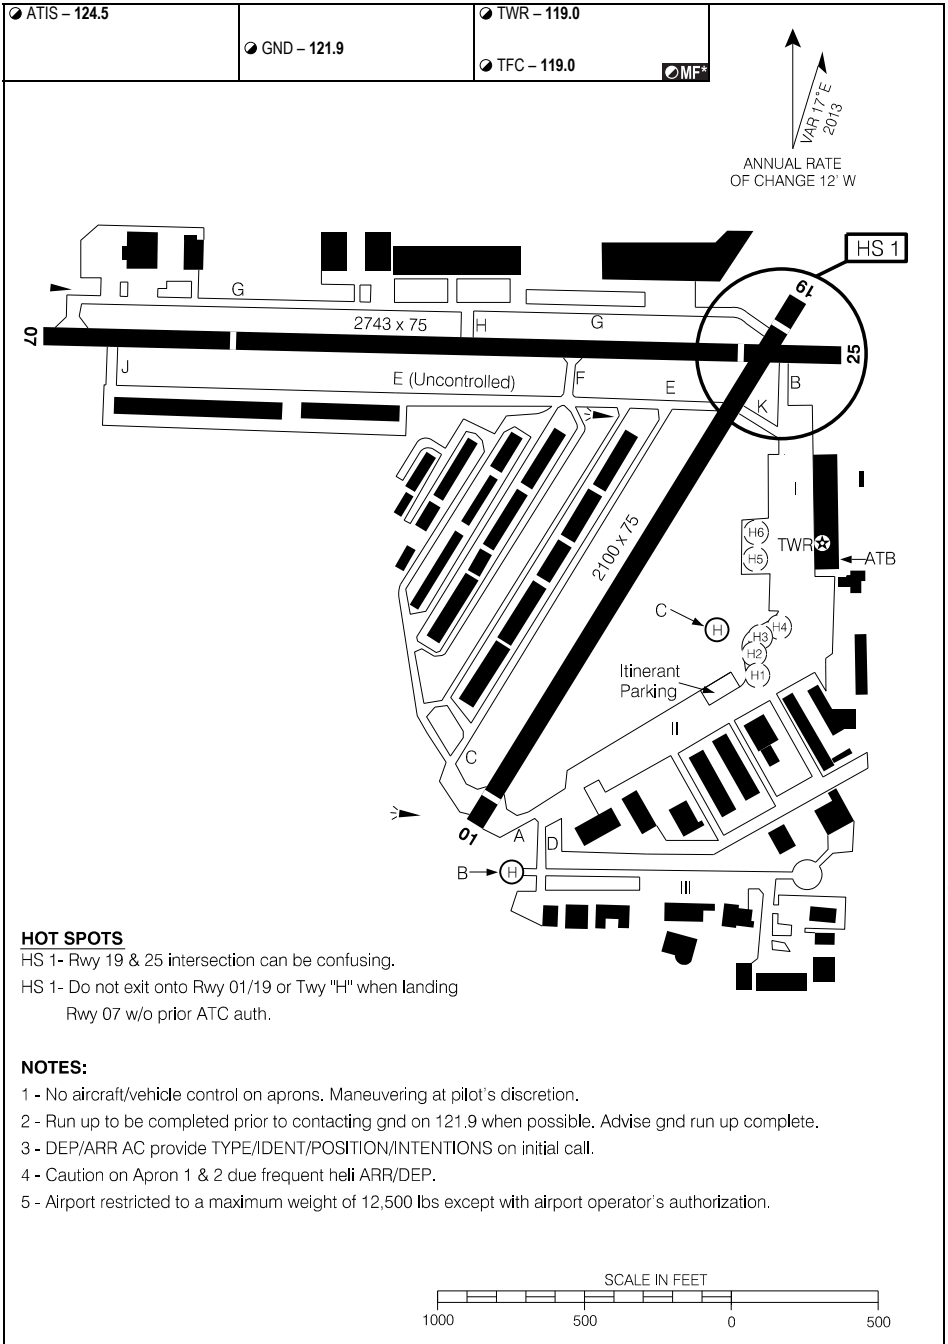 ATIS – 124.5
GND – 121.9
TWR – 119.0
TFC – 119.0
MF*
VAR 17°E
2013
ANNUAL RATE
OF CHANGE 12' W
HS 1
G
19
07
2743 x 75
H
G
25
J
E (Uncontrolled)
F
E
B
K
I
2100 x 75
H6
TWR
H5
ATB
C
H
H4
H3
H2
H1
Itinerant
Parking
II
C
01
A
D
B
H
III
HOT SPOTS
HS 1- Rwy 19 & 25 intersection can be confusing.
HS 1- Do not exit onto Rwy 01/19 or Twy "H" when landing
Rwy 07 w/o prior ATC auth.
NOTES:
1 - No aircraft/vehicle control on aprons. Maneuvering at pilot's discretion.
2 - Run up to be completed prior to contacting gnd on 121.9 when possible. Advise gnd run up complete.
3 - DEP/ARR AC provide TYPE/IDENT/POSITION/INTENTIONS on initial call.
4 - Caution on Apron 1 & 2 due frequent heli ARR/DEP.
5 - Airport restricted to a maximum weight of 12,500 lbs except with airport operator's authorization.
SCALE IN FEET
1000 500 0 500